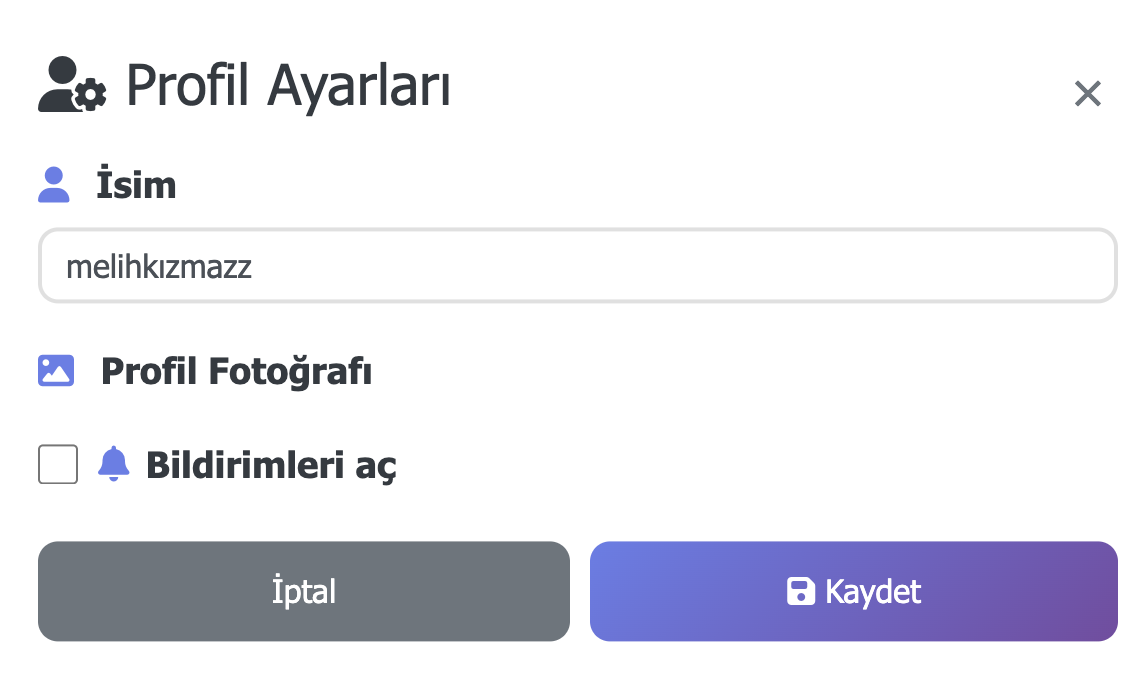 Profil Ayarları
İsim
melihkızmazz
Profil Fotoğrafı
Bildirimleri aç
İptal
Kaydet